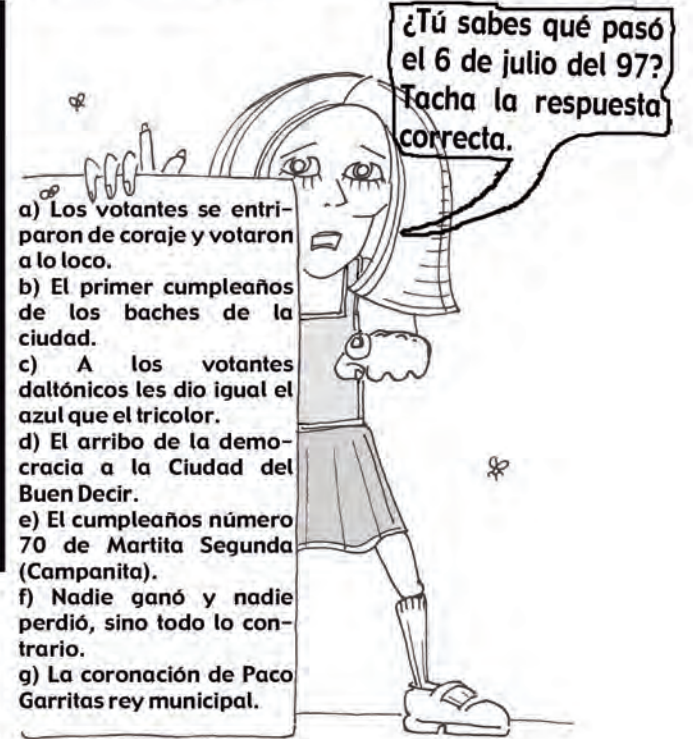 ¿Tú sabes qué pasó
el 6 de julio del 97?
Tacha la respuesta
correcta.
a) Los votantes se entri-
paron de coraje y votaron
a lo loco.
b) El primer cumpleaños
de los baches de la
ciudad.
c) A los votantes
daltónicos les dio igual el
azul que el tricolor.
d) El arribo de la demo-
cracia a la Ciudad del
Buen Decir.
e) El cumpleaños número
70 de Martita Segunda
(Campanita).
f) Nadie ganó y nadie
perdió, sino todo lo con-
trario.
g) La coronación de Paco
Garritas rey municipal.